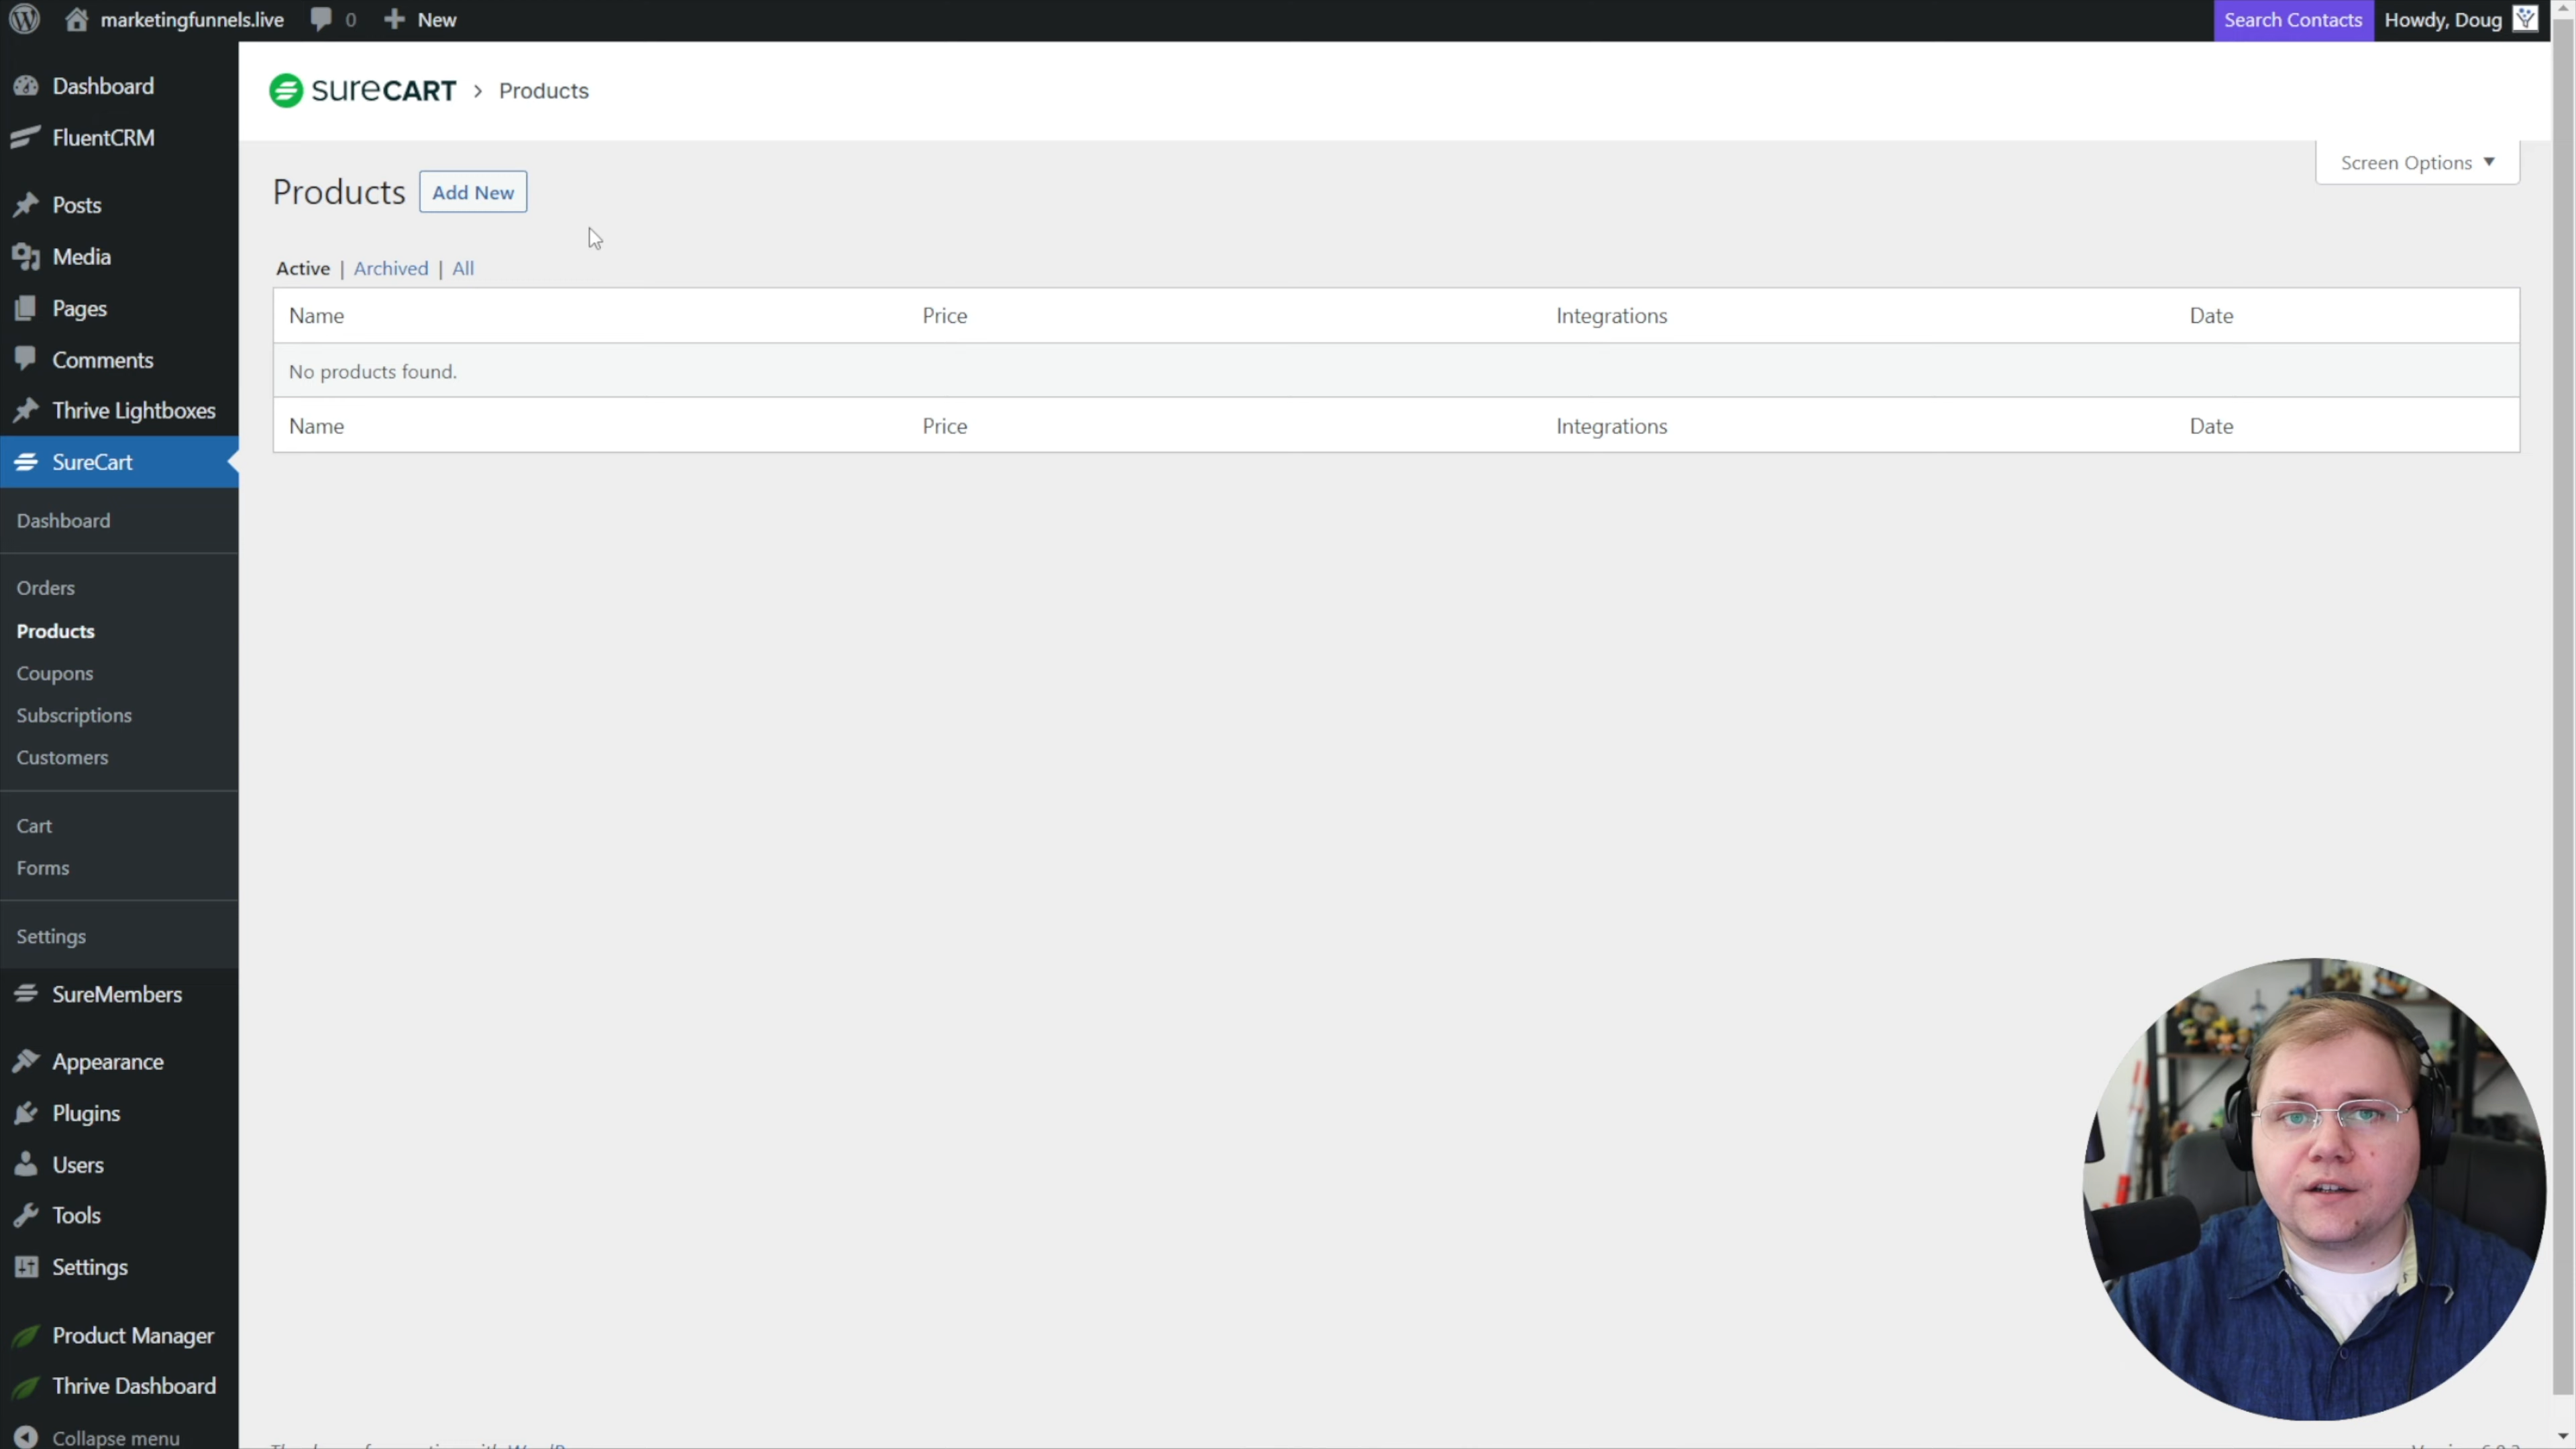 marketingfunnels.live 0 New Search Contacts Howdy, Doug
Dashboard
FluentCRM
Posts
Media
Pages
Comments
Thrive Lightboxes
SureCart
Dashboard
Orders
Products
Coupons
Subscriptions
Customers
Cart
Forms
Settings
SureMembers
Appearance
Plugins
Users
Tools
Settings
Product Manager
Thrive Dashboard
Collapse menu
sureCART > Products
Screen Options
Products Add New
Active | Archived | All
Name Price Integrations Date
No products found.
Name Price Integrations Date